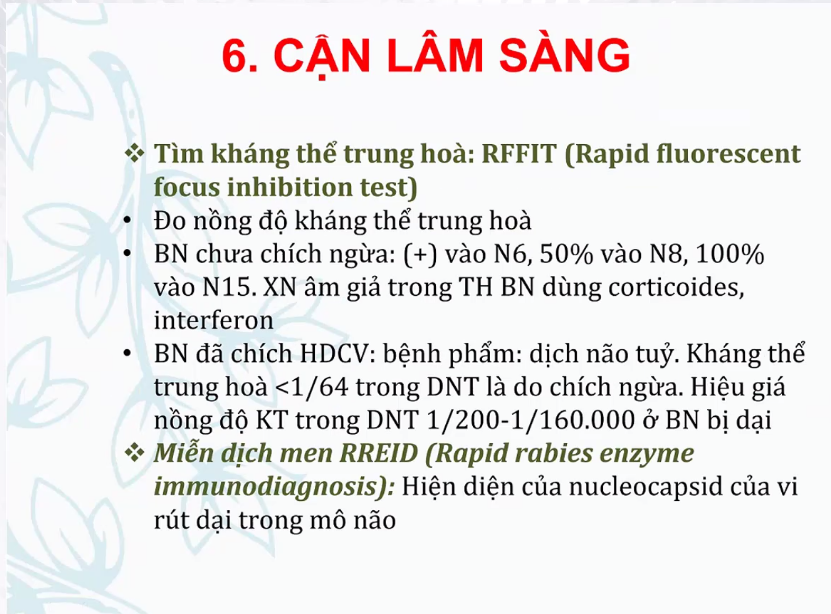 6. CẬN LÂM SÀNG
❖ Tìm kháng thể trung hoà: RFFIT (Rapid fluorescent
focus inhibition test)
• Đo nồng độ kháng thể trung hoà
• BN chưa chích ngừa: (+) vào N6, 50% vào N8, 100%
vào N15. XN âm giả trong TH BN dùng corticoides,
interferon
• BN đã chích HDCV: bệnh phẩm: dịch não tuỷ. Kháng thể
trung hoà <1/64 trong DNT là do chích ngừa. Hiệu giá
nồng độ KT trong DNT 1/200-1/160.000 ở BN bị dại
❖ Miễn dịch men RREID (Rapid rabies enzyme
immunodiagnosis): Hiện diện của nucleocapsid của vi
rút dại trong mô não